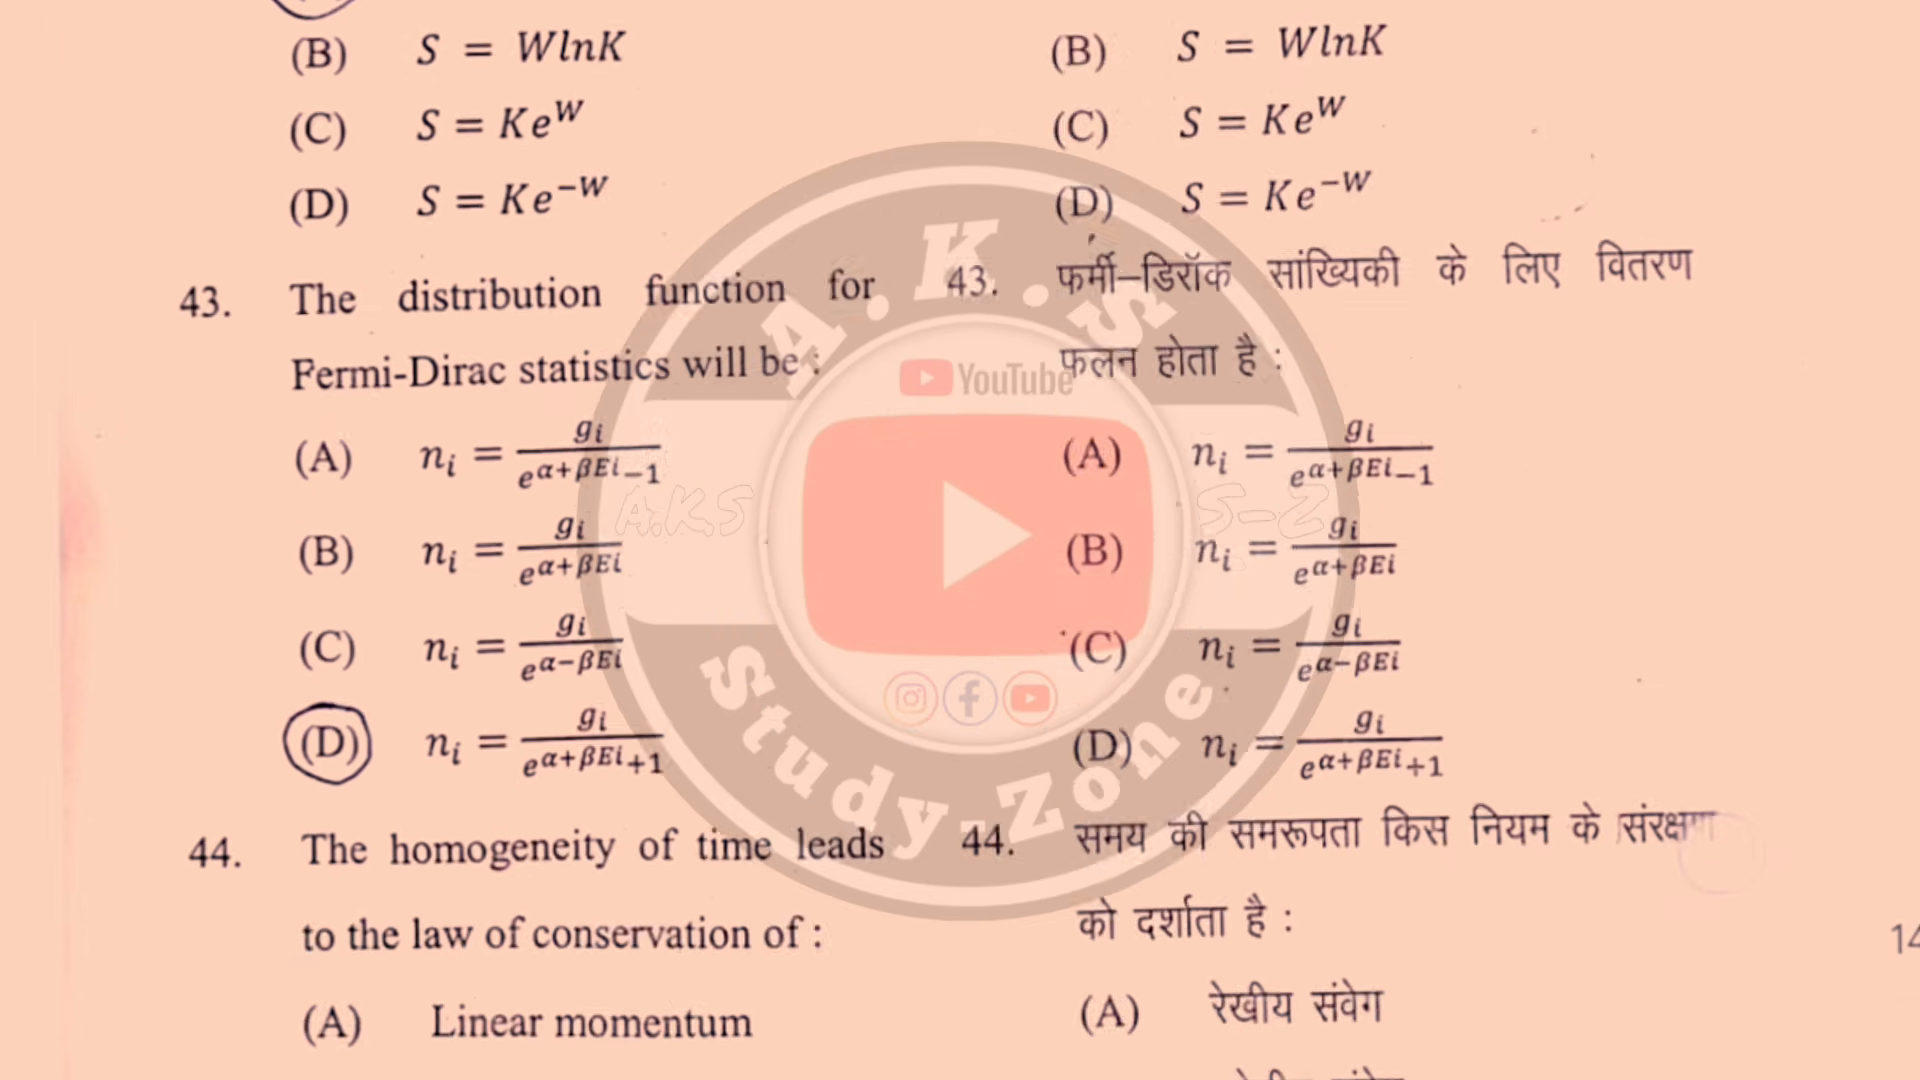 (B) S = WlnK
(C) S = Ke^W
(D) S = Ke^−W
43. The distribution function for
Fermi-Dirac statistics will be :
(A) n_i = g_i / e^α+βEi−1
(B) n_i = g_i / e^α+βEi
(C) n_i = g_i / e^α−βEi
(D) n_i = g_i / e^α+βEi+1
44. The homogeneity of time leads
to the law of conservation of :
(A) Linear momentum
(B) S = WlnK
(C) S = Ke^W
(D) S = Ke^−W
43. फर्मी–डिरॉक सांख्यिकी के लिए वितरण
फलन होता है :
(A) n_i = g_i / e^α+βEi−1
(B) n_i = g_i / e^α+βEi
(C) n_i = g_i / e^α−βEi
(D) n_i = g_i / e^α+βEi+1
44. समय की समरूपता किस नियम के संरक्षण
को दर्शाता है :
(A) रेखीय संवेग
14
A.K.S
YouTube
A.K.S S-Z
Study-Zone